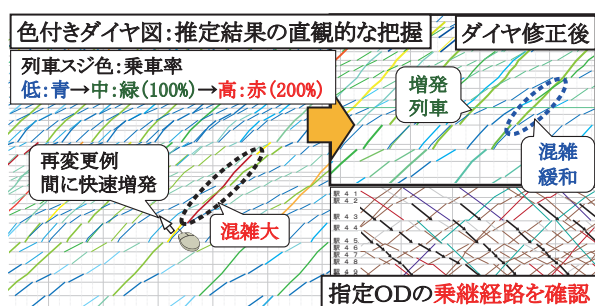 色付きダイヤ図:推定結果の直観的な把握
ダイヤ修正後
列車スジ色:乗車率
低:青→中:緑(100%)→高:赤(200%)
増発
列車
混雑
緩和
再変更例
間に快速増発
混雑大
駅41
駅42
駅43
駅44
駅45
駅46
駅47
駅48
駅49
指定ODの乗継経路を確認